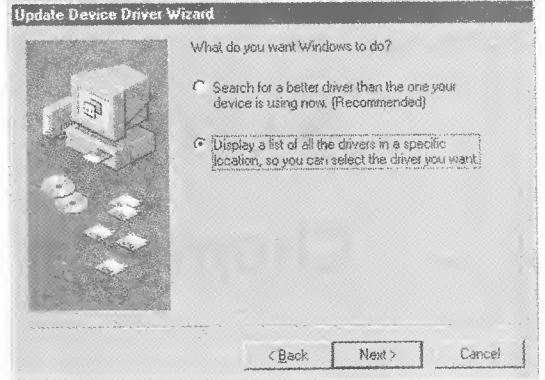 Update Device Driver Wizard
What do you want Windows to do?
Search for a better driver than the one your
device is using now. (Recommended)
Display a list of all the drivers in a specific
location, so you can select the driver you want.
< Back
Next >
Cancel